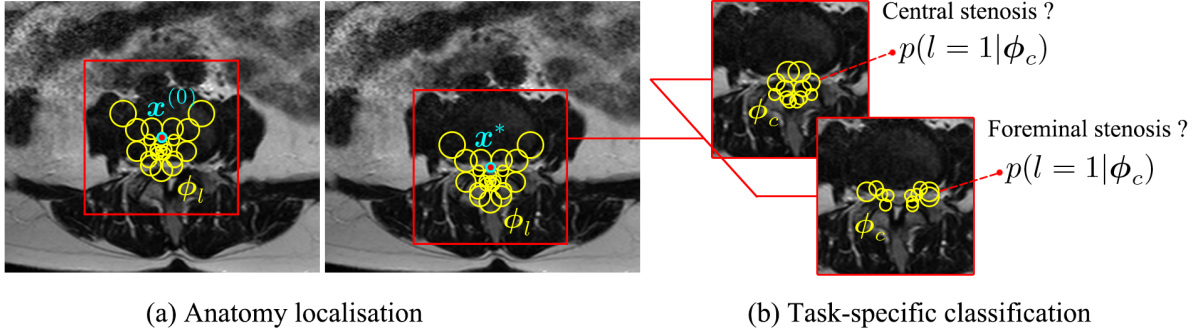 x^(0)
ϕ_l
x^*
ϕ_l
Central stenosis ?
p(l = 1|ϕ_c)
ϕ_c
Foreminal stenosis ?
p(l = 1|ϕ_c)
ϕ_c
(a) Anatomy localisation
(b) Task-specific classification